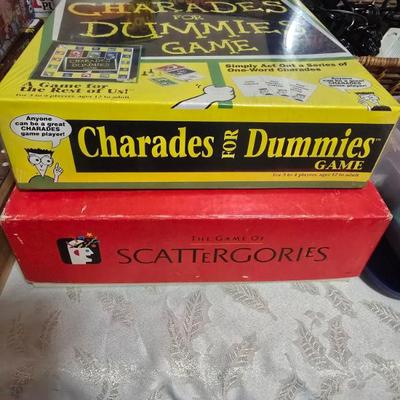 CHARADES
FOR
DUMMIES
GAME
A Game for
the Rest of Us!
Simply Act Out a Series of
One-Word Charades
Anyone
can be a great
CHARADES
game player!
Charades FOR Dummies™
GAME
THE GAME OF
SCATTERGORIES